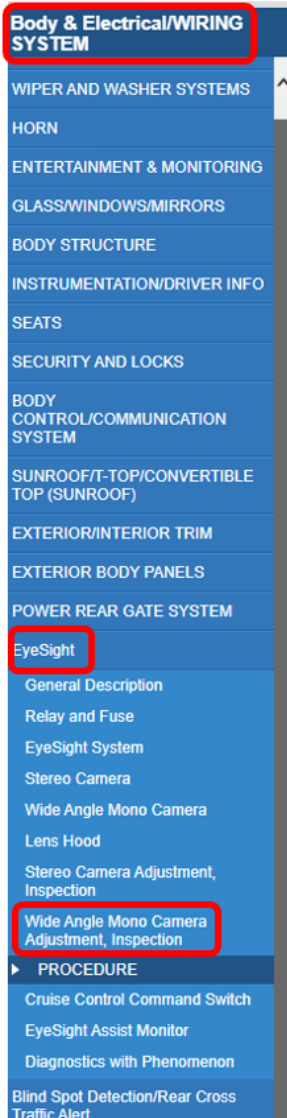 Body & Electrical/WIRING
SYSTEM
WIPER AND WASHER SYSTEMS
HORN
ENTERTAINMENT & MONITORING
GLASS/WINDOWS/MIRRORS
BODY STRUCTURE
INSTRUMENTATION/DRIVER INFO
SEATS
SECURITY AND LOCKS
BODY
CONTROL/COMMUNICATION
SYSTEM
SUNROOF/T-TOP/CONVERTIBLE
TOP (SUNROOF)
EXTERIOR/INTERIOR TRIM
EXTERIOR BODY PANELS
POWER REAR GATE SYSTEM
EyeSight
General Description
Relay and Fuse
EyeSight System
Stereo Camera
Wide Angle Mono Camera
Lens Hood
Stereo Camera Adjustment,
Inspection
Wide Angle Mono Camera
Adjustment, Inspection
PROCEDURE
Cruise Control Command Switch
EyeSight Assist Monitor
Diagnostics with Phenomenon
Blind Spot Detection/Rear Cross
Traffic Alert